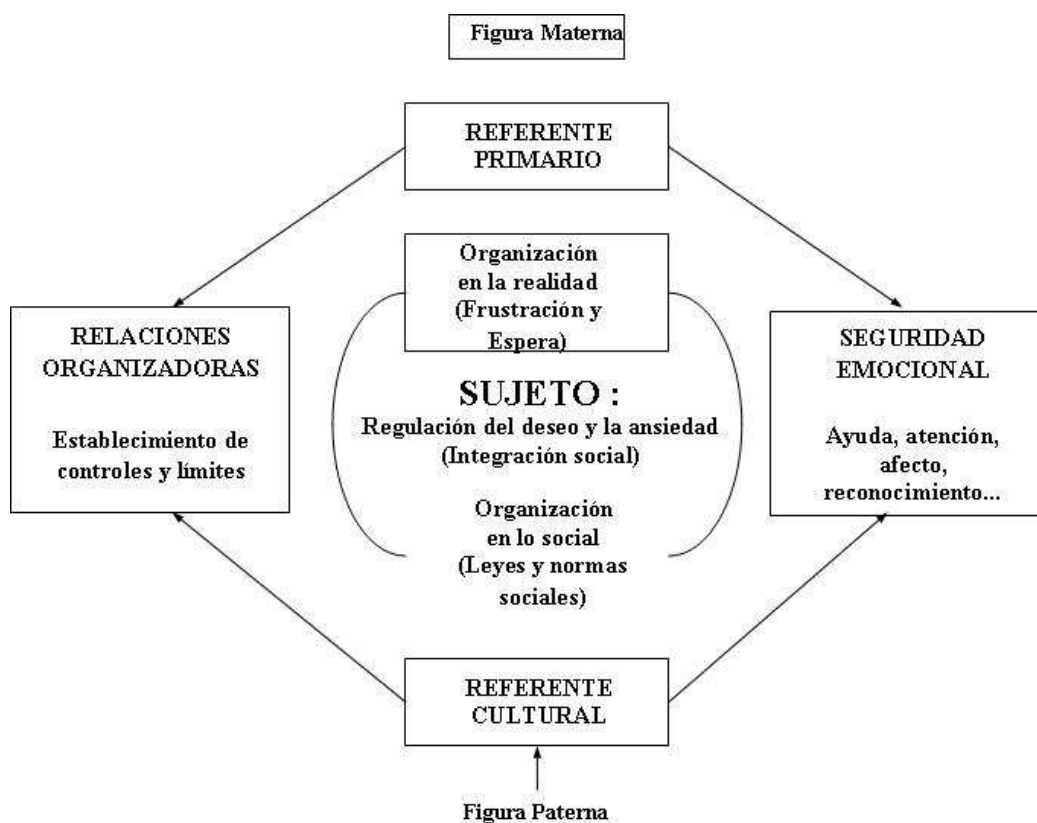 Figura Materna
REFERENTE
PRIMARIO
Organización
en la realidad
(Frustración y
Espera)
RELACIONES
ORGANIZADORAS
Establecimiento de
controles y límites
SUJETO :
Regulación del deseo y la ansiedad
(Integración social)
Organización
en lo social
(Leyes y normas
sociales)
SEGURIDAD
EMOCIONAL
Ayuda, atención,
afecto,
reconocimiento...
REFERENTE
CULTURAL
Figura Paterna